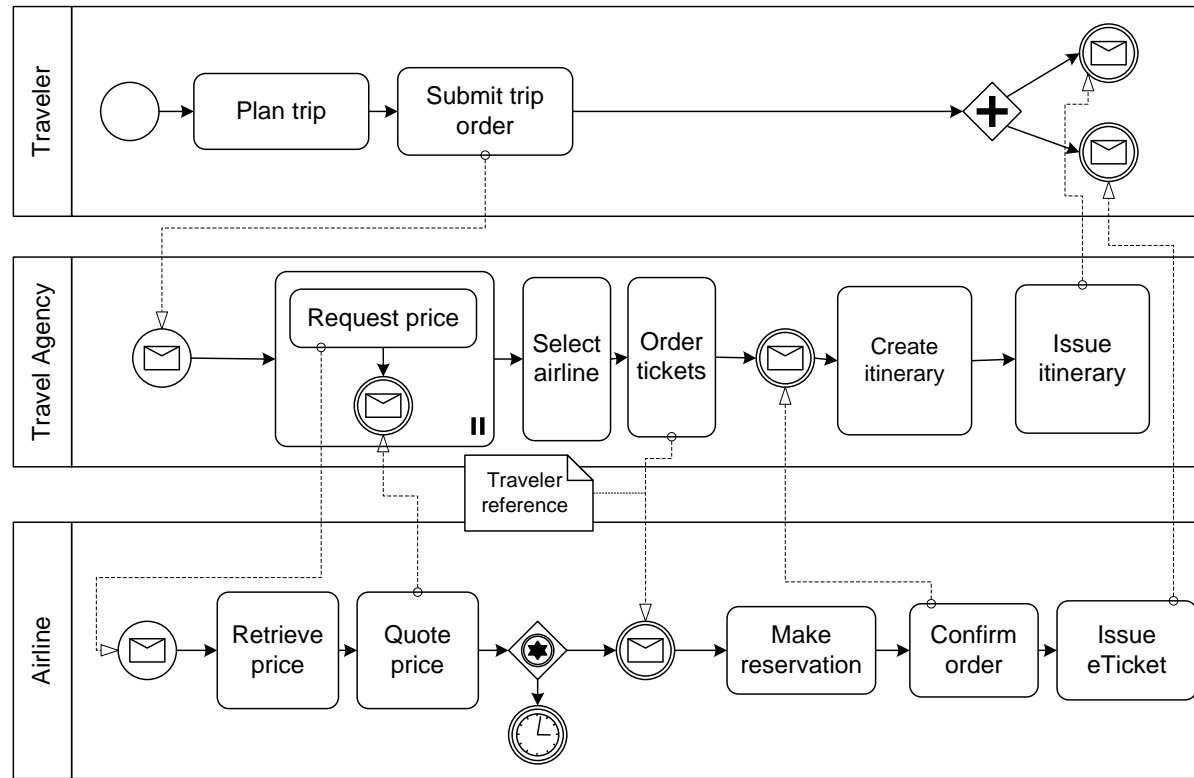 Traveler
Plan trip
Submit trip
order
Travel Agency
Request price
Select
airline
Order
tickets
Create
itinerary
Issue
itinerary
Traveler
reference
Airline
Retrieve
price
Quote
price
Make
reservation
Confirm
order
Issue
eTicket